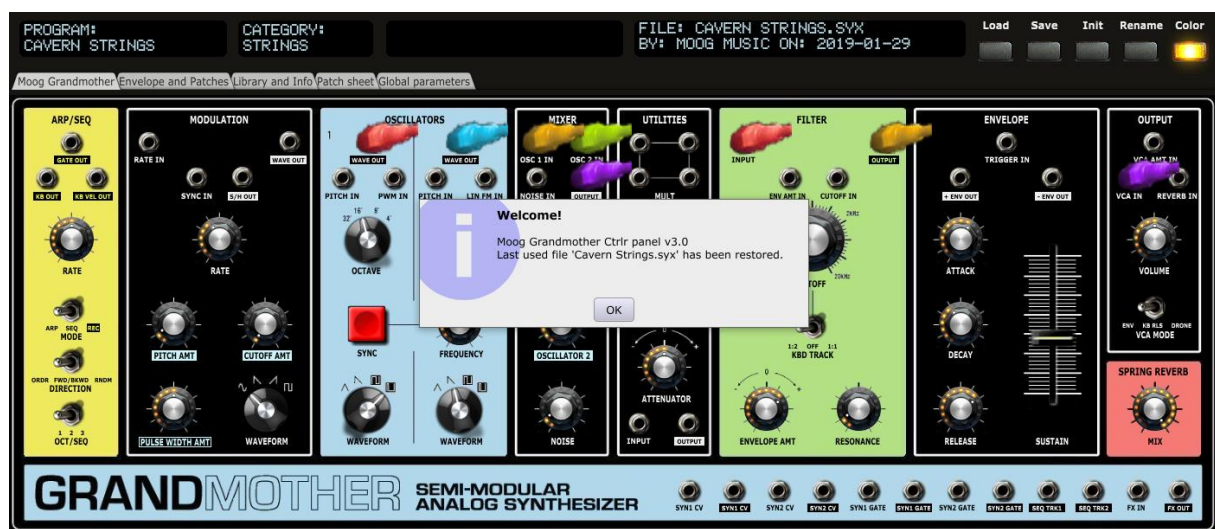 PROGRAM:
CAVERN STRINGS
CATEGORY:
STRINGS
FILE: CAVERN STRINGS.SYX
BY: MOOG MUSIC ON: 2019-01-29
Load Save Init Rename Color
Moog Grandmother Envelope and Patches Library and Info Patch sheet Global parameters
ARP/SEQ
GATE OUT
KB OUT KB VEL OUT
RATE
ARP SEQ REC
MODE
ORDR FWD/BKWD RNDM
DIRECTION
1 2 3
OCT/SEQ
MODULATION
RATE IN WAVE OUT
SYNC IN S/H OUT
RATE
PITCH AMT CUTOFF AMT
PULSE WIDTH AMT WAVEFORM
OSCILLATORS
1
WAVE OUT WAVE OUT
PITCH IN PWM IN PITCH IN LIN FM IN
32' 16' 8' 4'
OCTAVE
SYNC FREQUENCY
WAVEFORM WAVEFORM
MIXER
OSC 1 IN OSC 2 IN
NOISE IN OUTPUT
OSCILLATOR 2
NOISE
UTILITIES
MULT
- 0 +
ATTENUATOR
INPUT OUTPUT
FILTER
INPUT OUTPUT
ENV AMT IN CUTOFF IN
2KHz
20KHz
TOFF
1:2 OFF 1:1
KBD TRACK
- 0 +
ENVELOPE AMT RESONANCE
ENVELOPE
TRIGGER IN
+ ENV OUT - ENV OUT
ATTACK
DECAY
RELEASE SUSTAIN
OUTPUT
VCA AMT IN
VCA IN REVERB IN
VOLUME
ENV KB RLS DRONE
VCA MODE
SPRING REVERB
MIX
Welcome!
Moog Grandmother Ctrlr panel v3.0
Last used file 'Cavern Strings.syx' has been restored.
OK
GRANDMOTHER
SEMI-MODULAR
ANALOG SYNTHESIZER
SYN1 CV SYN1 CV SYN2 CV SYN2 CV SYN1 GATE SYN1 GATE SYN2 GATE SYN2 GATE SEQ TRK1 SEQ TRK2 FX IN FX OUT